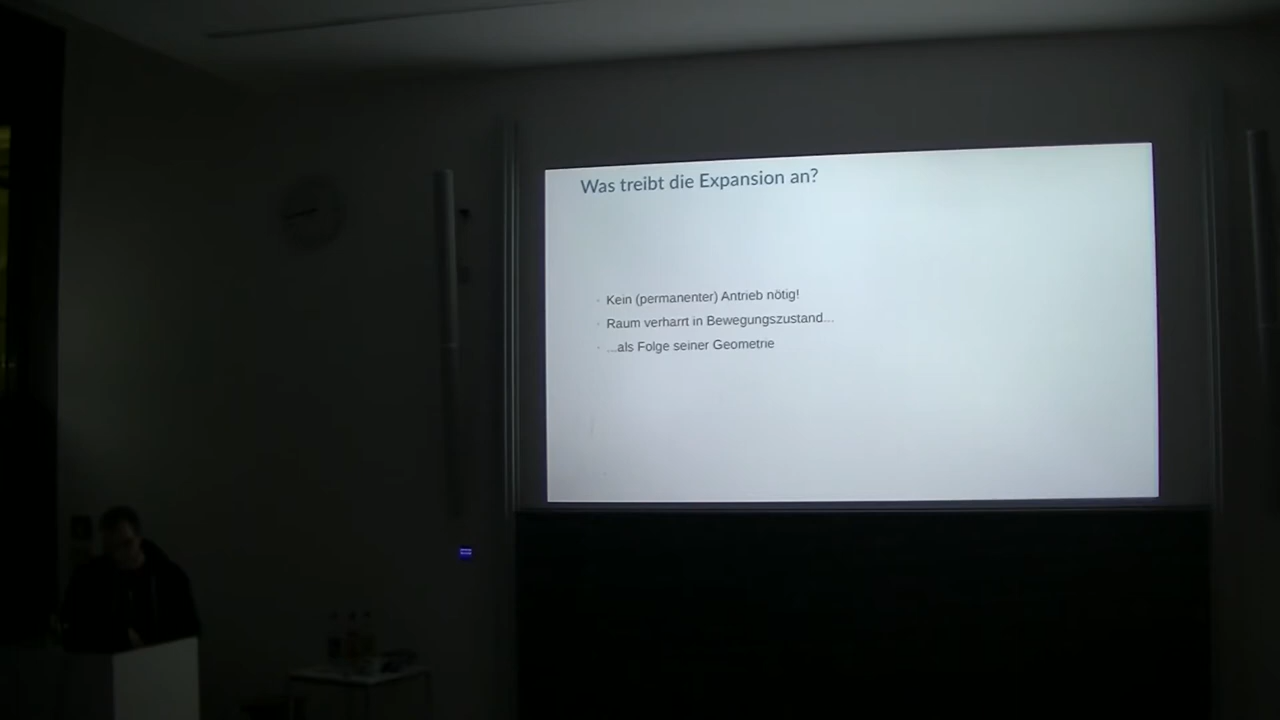 Was treibt die Expansion an?
Kein (permanenter) Antrieb nötig!
Raum verharrt in Bewegungszustand...
...als Folge seiner Geometrie